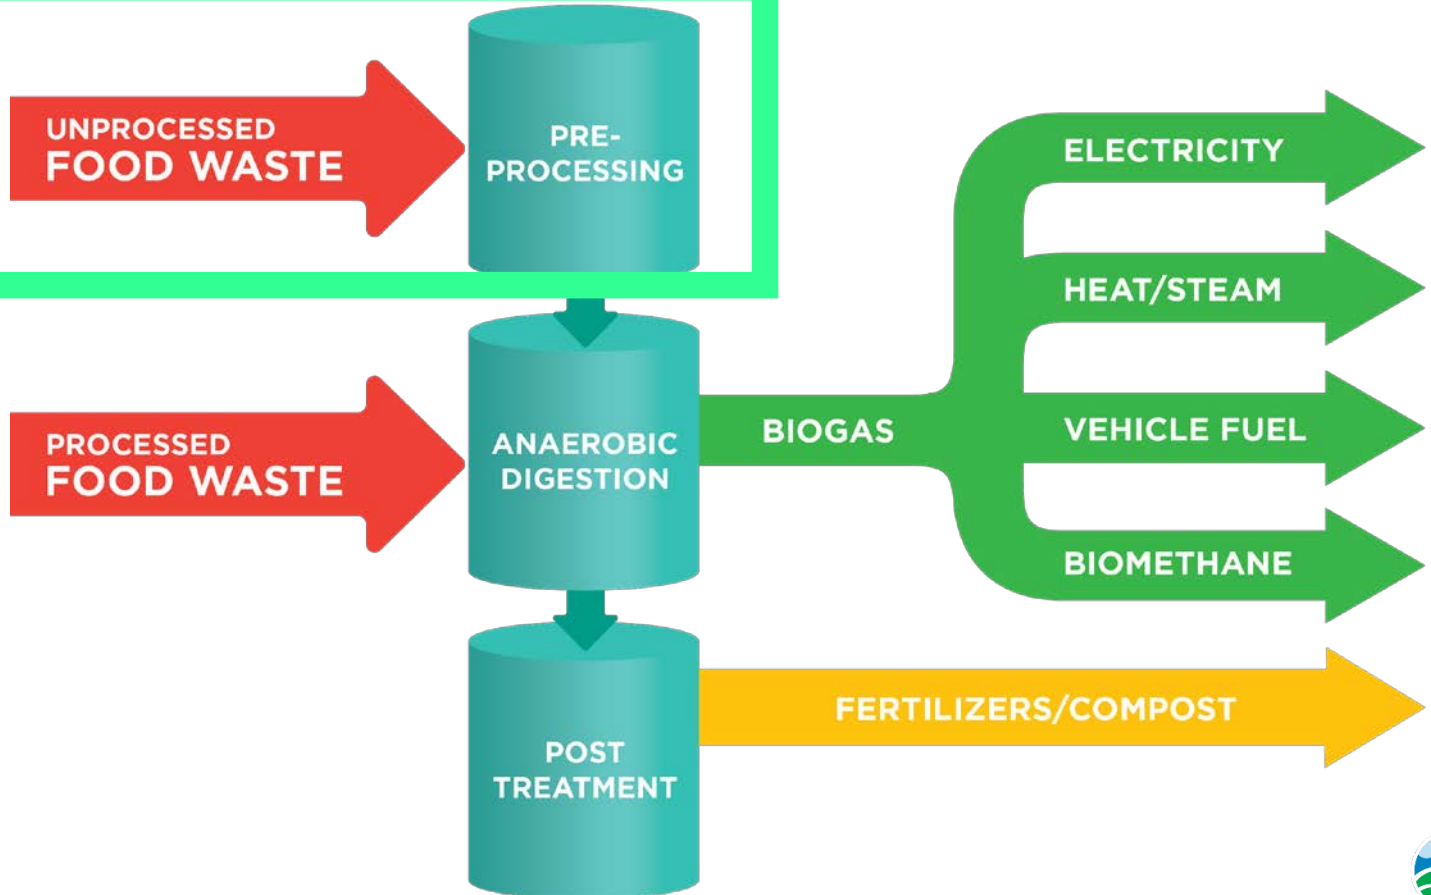 UNPROCESSED
FOOD WASTE
PRE-
PROCESSING
PROCESSED
FOOD WASTE
ANAEROBIC
DIGESTION
BIOGAS
ELECTRICITY
HEAT/STEAM
VEHICLE FUEL
BIOMETHANE
POST
TREATMENT
FERTILIZERS/COMPOST